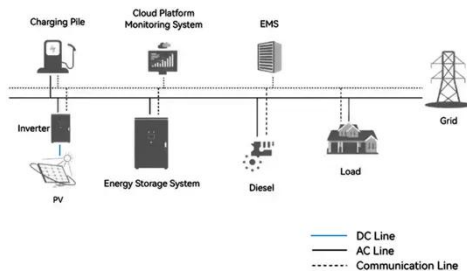 Charging Pile
Cloud Platform
Monitoring System
EMS
Grid
Inverter
PV
Energy Storage System
Diesel
Load
DC Line
AC Line
Communication Line